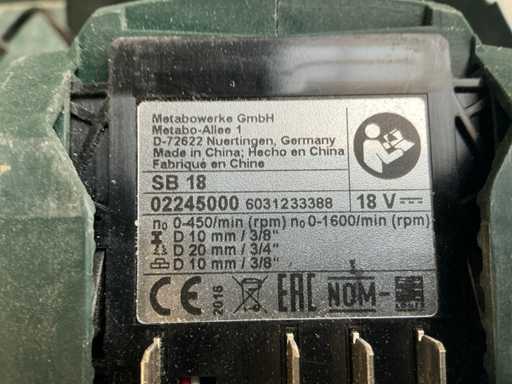 Metabowerke GmbH
Metabo-Allee 1
D-72622 Nuertingen, Germany
Made in China; Hecho en China
Fabriqué en Chine
SB 18
02245000 6031233388 18 V
n₀ 0-450/min (rpm) n₀ 0-1600/min (rpm)
D 10 mm / 3/8"
D 20 mm / 3/4"
D 10 mm / 3/8"
CE 2016 EAC NOM-